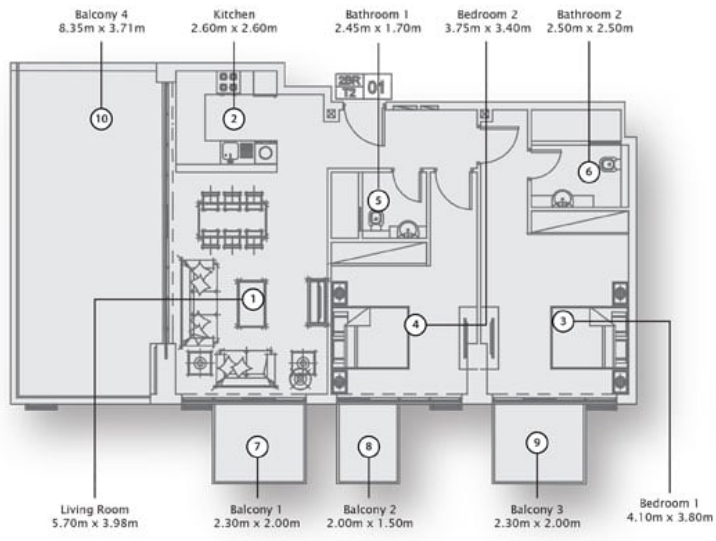 Balcony 4
8.35m x 3.71m
Kitchen
2.60m x 2.60m
Bathroom 1
2.45m x 1.70m
Bedroom 2
3.75m x 3.40m
Bathroom 2
2.50m x 2.50m
2BR
T2
01
10
2
5
6
1
4
3
7
8
9
Living Room
5.70m x 3.98m
Balcony 1
2.30m x 2.00m
Balcony 2
2.00m x 1.50m
Balcony 3
2.30m x 2.00m
Bedroom 1
4.10m x 3.80m